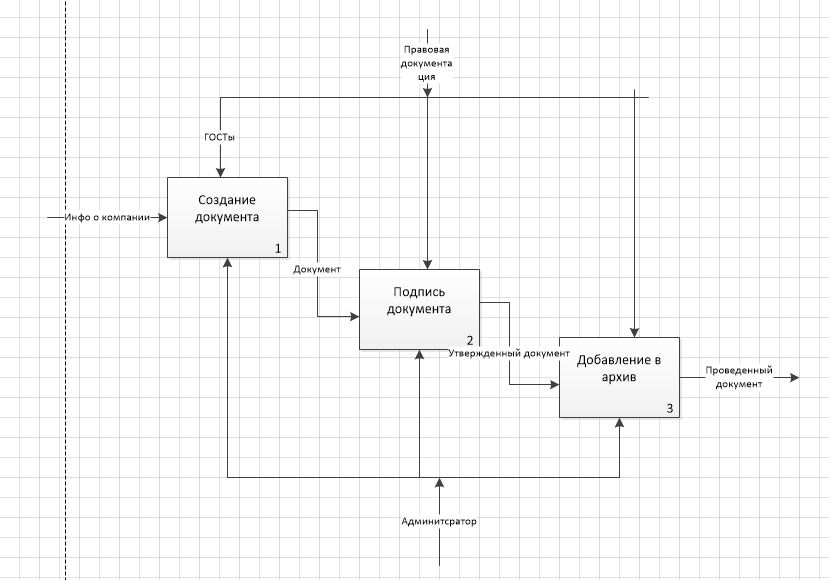 Правовая
документа
ция
ГОСТы
Создание
документа
1
Инфо о компании
Документ
Подпись
документа
2
Утвержденный документ
Добавление в
архив
3
Проведенный
документ
Админитсратор